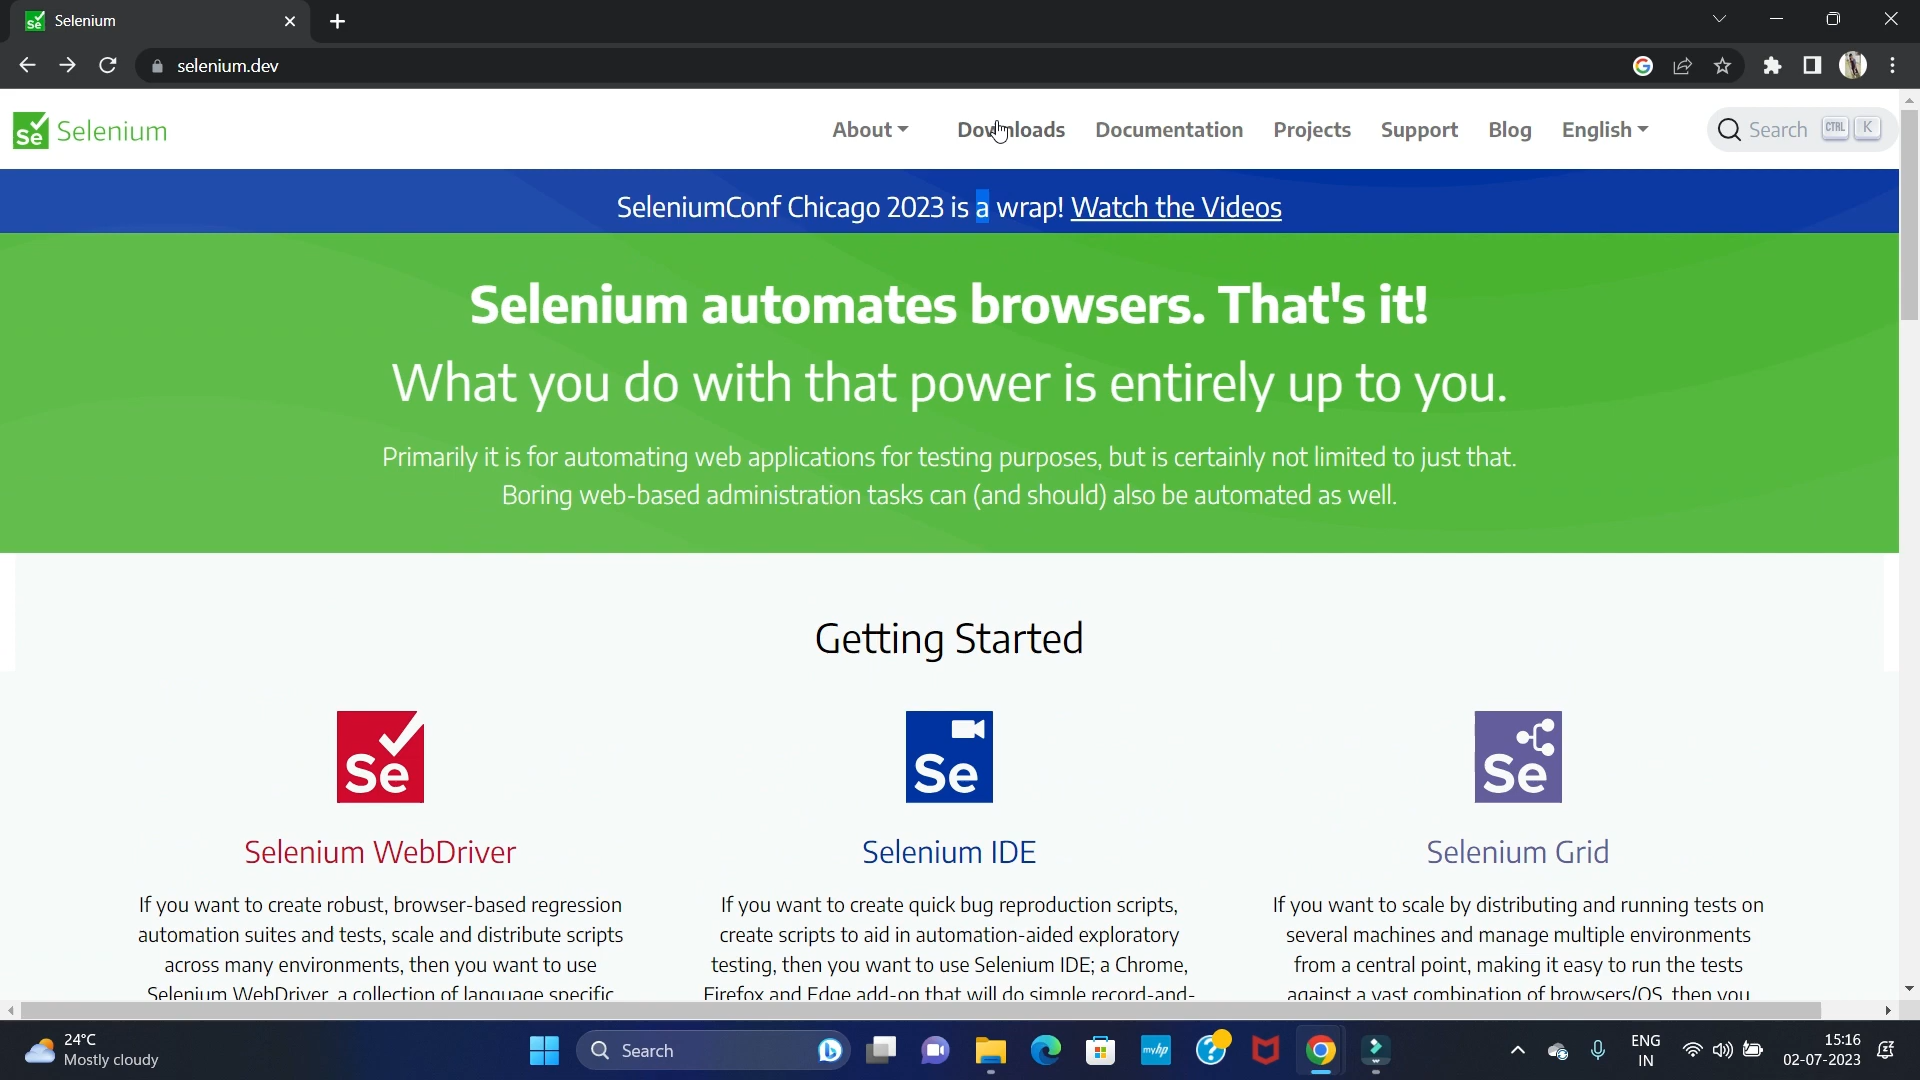 Selenium
selenium.dev
Se Selenium
About Downloads Documentation Projects Support Blog English Search CTRL K
SeleniumConf Chicago 2023 is a wrap! Watch the Videos
Selenium automates browsers. That's it!
What you do with that power is entirely up to you.
Primarily it is for automating web applications for testing purposes, but is certainly not limited to just that.
Boring web-based administration tasks can (and should) also be automated as well.
Getting Started
Se Se Se
Selenium WebDriver
If you want to create robust, browser-based regression
automation suites and tests, scale and distribute scripts
across many environments, then you want to use
Selenium WebDriver, a collection of language specific
Selenium IDE
If you want to create quick bug reproduction scripts,
create scripts to aid in automation-aided exploratory
testing, then you want to use Selenium IDE; a Chrome,
Firefox and Edge add-on that will do simple record-and-
Selenium Grid
If you want to scale by distributing and running tests on
several machines and manage multiple environments
from a central point, making it easy to run the tests
against a vast combination of browsers/OS, then you
24°C
Mostly cloudy
Search
myhp
ENG
IN
15:16
02-07-2023